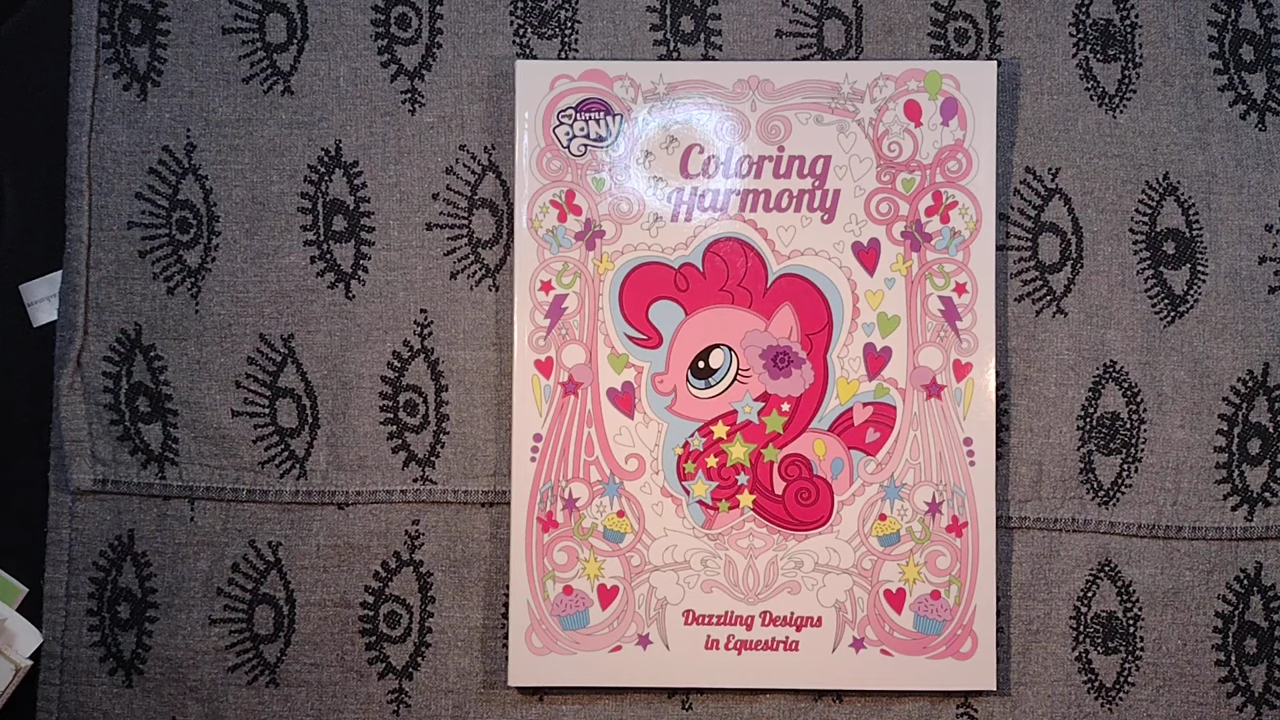 my
LITTLE
PONY
Coloring
Harmony
Dazzling Designs
in Equestria